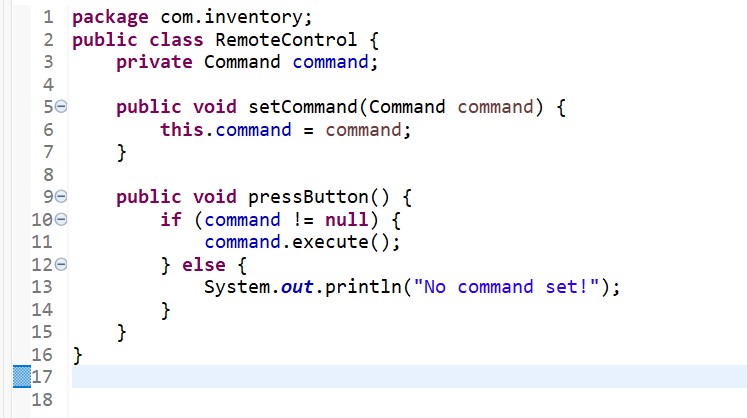 1 package com.inventory;
2 public class RemoteControl {
3     private Command command;
4
5     public void setCommand(Command command) {
6         this.command = command;
7     }
8
9     public void pressButton() {
10         if (command != null) {
11             command.execute();
12         } else {
13             System.out.println("No command set!");
14         }
15     }
16 }
17
18